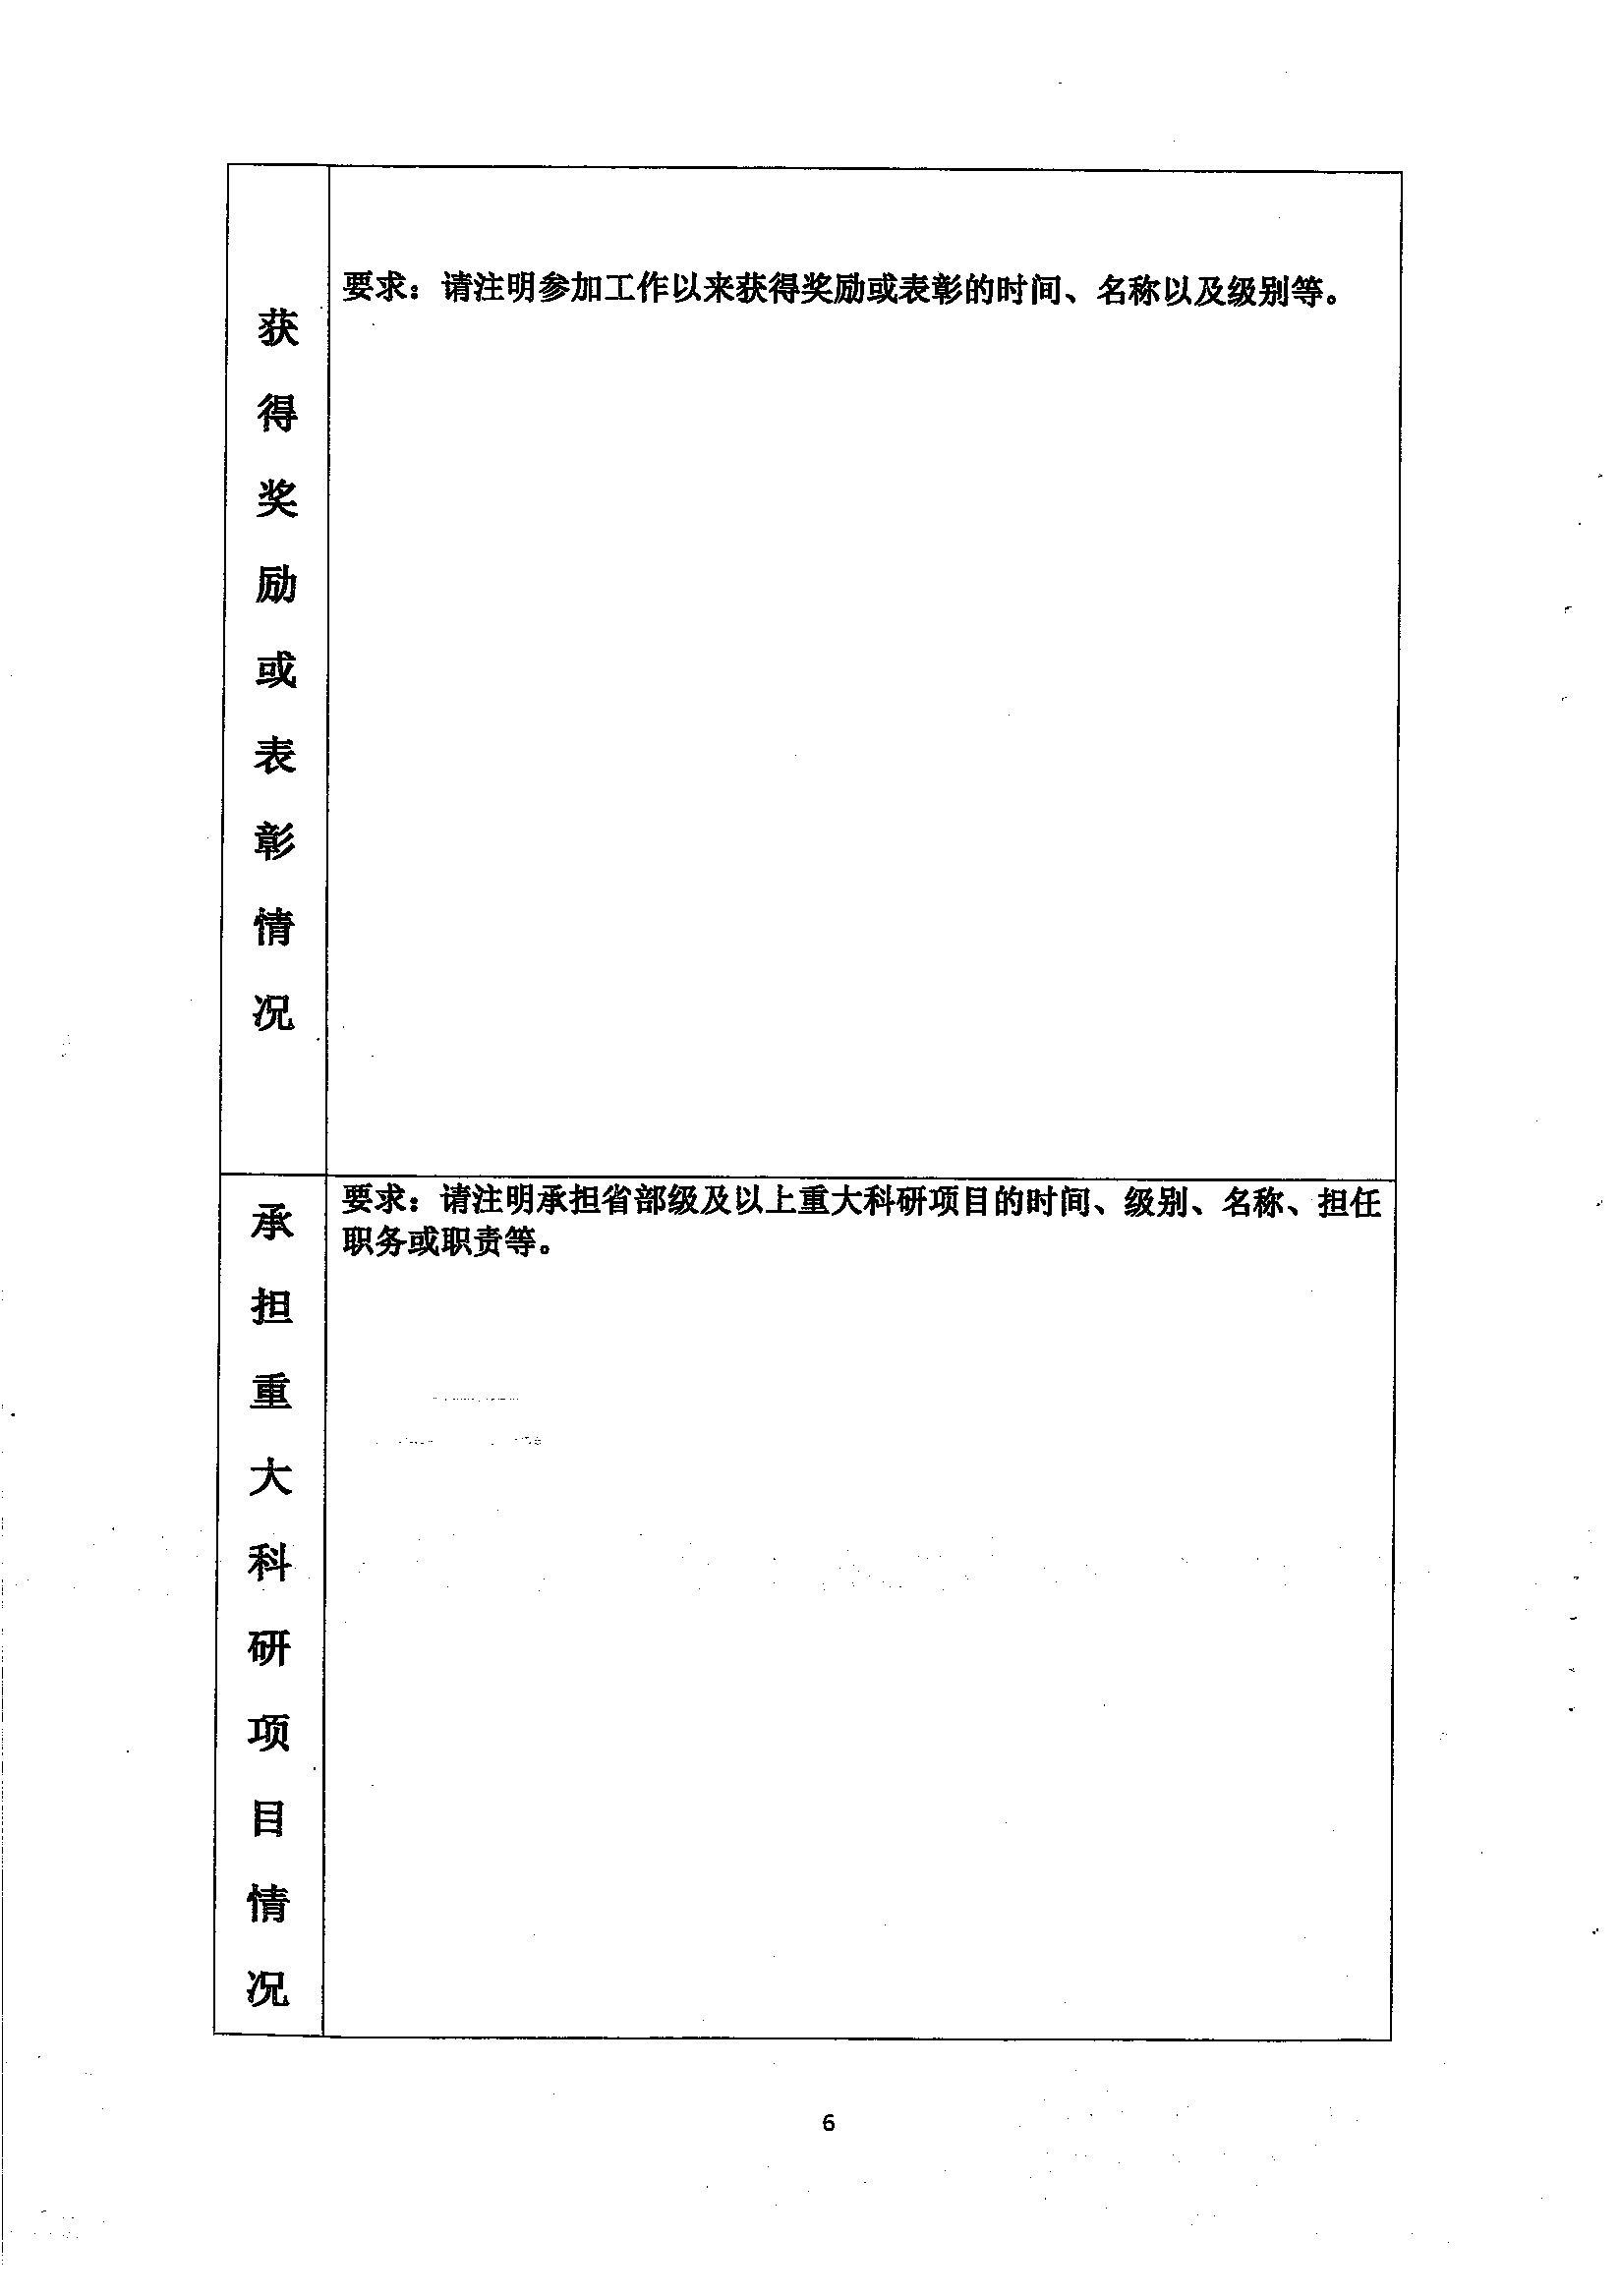 获得奖励或表彰情况
要求：请注明参加工作以来获得奖励或表彰的时间、名称以及级别等。
承担重大科研项目情况
要求：请注明承担省部级及以上重大科研项目的时间、级别、名称、担任
职务或职责等。
6